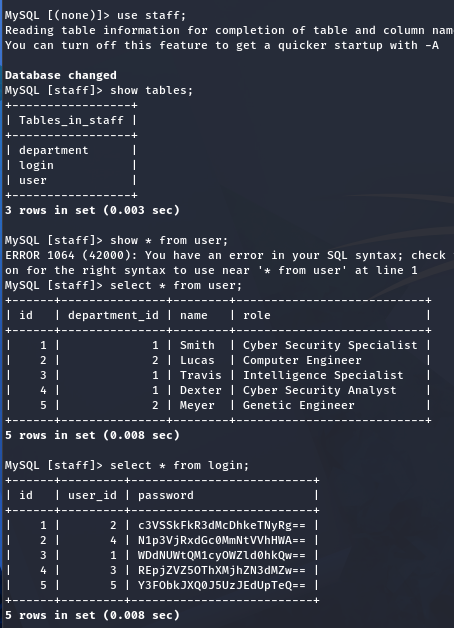 MySQL [(none)]> use staff;
Reading table information for completion of table and column nam
You can turn off this feature to get a quicker startup with -A
Database changed
MySQL [staff]> show tables;
+-----------------+
| Tables_in_staff |
+-----------------+
| department      |
| login           |
| user            |
+-----------------+
3 rows in set (0.003 sec)
MySQL [staff]> show * from user;
ERROR 1064 (42000): You have an error in your SQL syntax; check
on for the right syntax to use near '* from user' at line 1
MySQL [staff]> select * from user;
+------+---------------+--------+---------------------------+
| id   | department_id | name   | role                      |
+------+---------------+--------+---------------------------+
|    1 |             1 | Smith  | Cyber Security Specialist |
|    2 |             2 | Lucas  | Computer Engineer         |
|    3 |             1 | Travis | Intelligence Specialist   |
|    4 |             1 | Dexter | Cyber Security Analyst    |
|    5 |             2 | Meyer  | Genetic Engineer          |
+------+---------------+--------+---------------------------+
5 rows in set (0.008 sec)
MySQL [staff]> select * from login;
+------+---------+--------------------------+
| id   | user_id | password                 |
+------+---------+--------------------------+
|    1 |       2 | c3VSSkFkR3dMcDhkeTNyRg== |
|    2 |       4 | N1p3VjRxdGc0MmNtVVhHWA== |
|    3 |       1 | WDdNUWtQM1cyOWZld0hkQw== |
|    4 |       3 | REpjZVZ5OThXMjhZN3dMZw== |
|    5 |       5 | Y3FObkJXQ0J5UzJEdUpTeQ== |
+------+---------+--------------------------+
5 rows in set (0.008 sec)